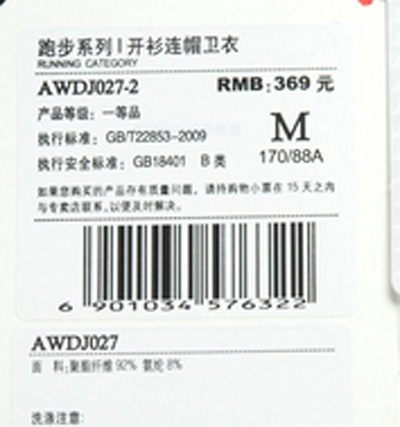 跑步系列 | 开衫连帽卫衣
RUNNING CATEGORY
AWDJ027-2 RMB:369 元
产品等级：一等品
执行标准：GB/T22853-2009
M
执行安全标准：GB18401 B 类
170/88A
如果您购买的产品存有质量问题，请持购物小票在 15 天之内
与专卖店联系，以便及时解决。
6 901034 576322
AWDJ027
面 料：聚酯纤维 92% 氨纶 8%
洗涤注意：